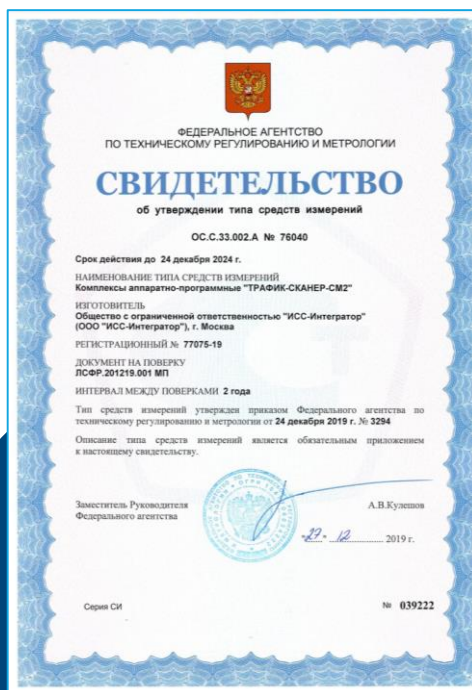 ФЕДЕРАЛЬНОЕ АГЕНТСТВО
ПО ТЕХНИЧЕСКОМУ РЕГУЛИРОВАНИЮ И МЕТРОЛОГИИ
СВИДЕТЕЛЬСТВО
об утверждении типа средств измерений
ОС.С.33.002.А № 76040
Срок действия до 24 декабря 2024 г.
НАИМЕНОВАНИЕ ТИПА СРЕДСТВ ИЗМЕРЕНИЙ
Комплексы аппаратно-программные "ТРАФИК-СКАНЕР-СМ2"
ИЗГОТОВИТЕЛЬ
Общество с ограниченной ответственностью "ИСС-Интегратор"
(ООО "ИСС-Интегратор"), г. Москва
РЕГИСТРАЦИОННЫЙ № 77075-19
ДОКУМЕНТ НА ПОВЕРКУ
ЛСФР.201219.001 МП
ИНТЕРВАЛ МЕЖДУ ПОВЕРКАМИ 2 года
Тип средств измерений утвержден приказом Федерального агентства по
техническому регулированию и метрологии от 24 декабря 2019 г. № 3294
Описание типа средств измерений является обязательным приложением
к настоящему свидетельству.
Заместитель Руководителя
Федерального агентства
А.В.Кулешов
"27" 12 2019 г.
Серия СИ
№ 039222